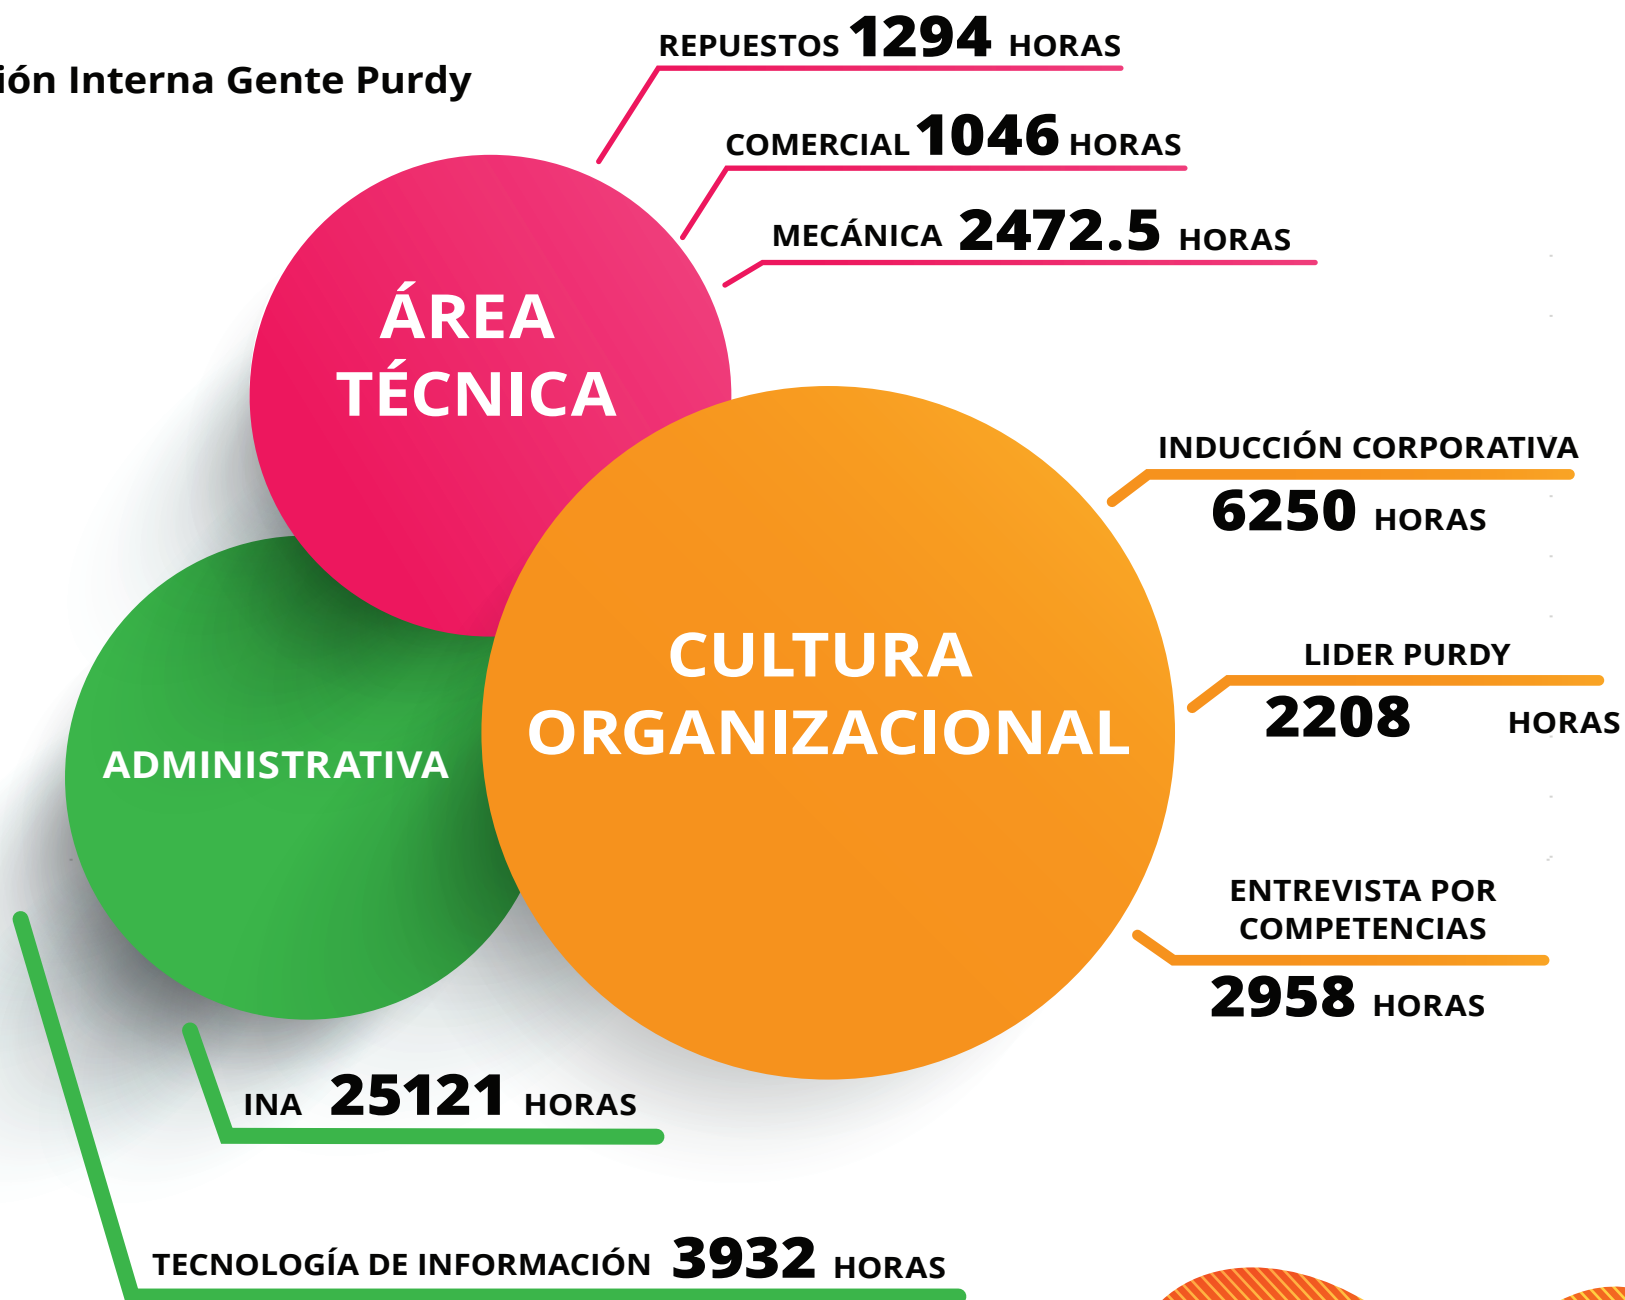 ión Interna Gente Purdy
REPUESTOS 1294 HORAS
COMERCIAL 1046 HORAS
MECÁNICA 2472.5 HORAS
ÁREA
TÉCNICA
INDUCCIÓN CORPORATIVA
6250 HORAS
LIDER PURDY
2208 HORAS
CULTURA
ORGANIZACIONAL
ADMINISTRATIVA
ENTREVISTA POR
COMPETENCIAS
2958 HORAS
INA 25121 HORAS
TECNOLOGÍA DE INFORMACIÓN 3932 HORAS